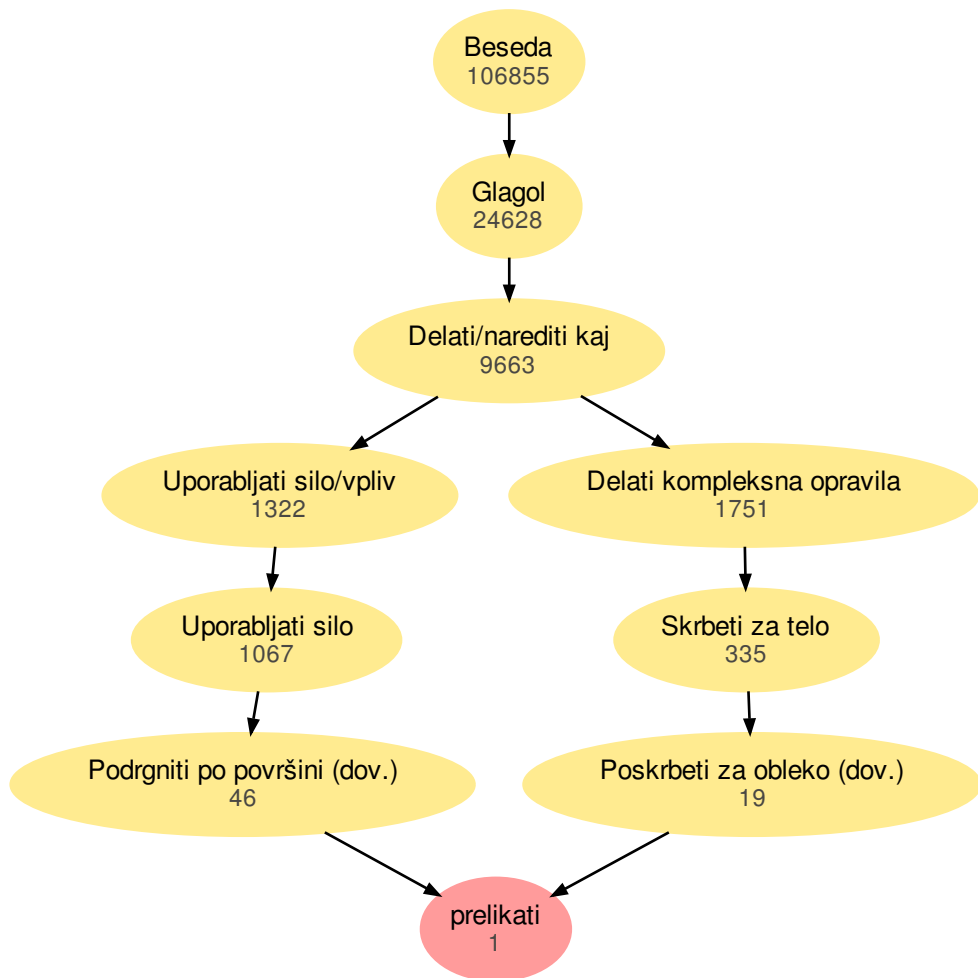 Beseda
106855
Glagol
24628
Delati/narediti kaj
9663
Uporabljati silo/vpliv
1322
Delati kompleksna opravila
1751
Uporabljati silo
1067
Skrbeti za telo
335
Podrgniti po površini (dov.)
46
Poskrbeti za obleko (dov.)
19
prelikati
1